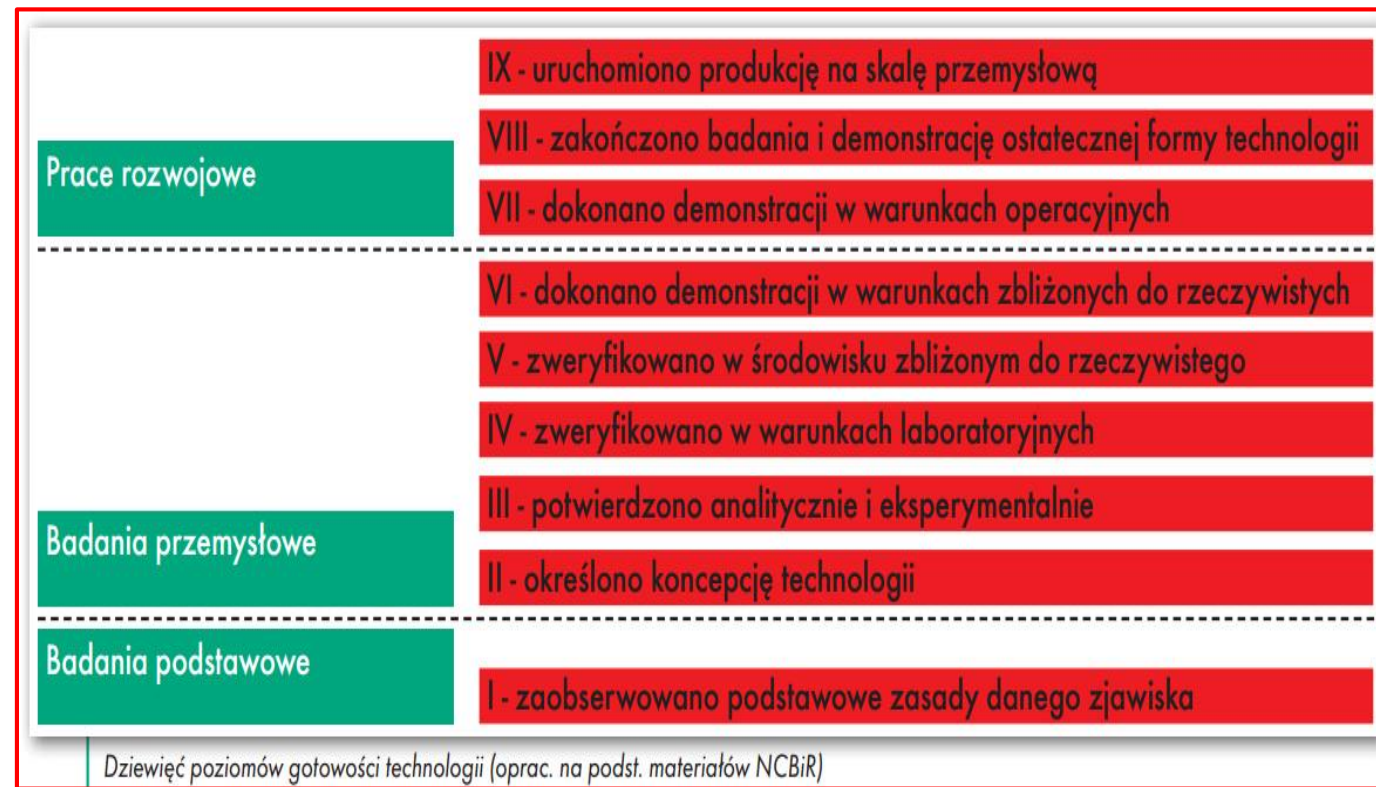 IX - uruchomiono produkcję na skalę przemysłową
VIII - zakończono badania i demonstrację ostatecznej formy technologii
Prace rozwojowe
VII - dokonano demonstracji w warunkach operacyjnych
VI - dokonano demonstracji w warunkach zbliżonych do rzeczywistych
V - zweryfikowano w środowisku zbliżonym do rzeczywistego
IV - zweryfikowano w warunkach laboratoryjnych
III - potwierdzono analitycznie i eksperymentalnie
Badania przemysłowe
II - określono koncepcję technologii
Badania podstawowe
I - zaobserwowano podstawowe zasady danego zjawiska
Dziewięć poziomów gotowości technologii (oprac. na podst. materiałów NCBiR)